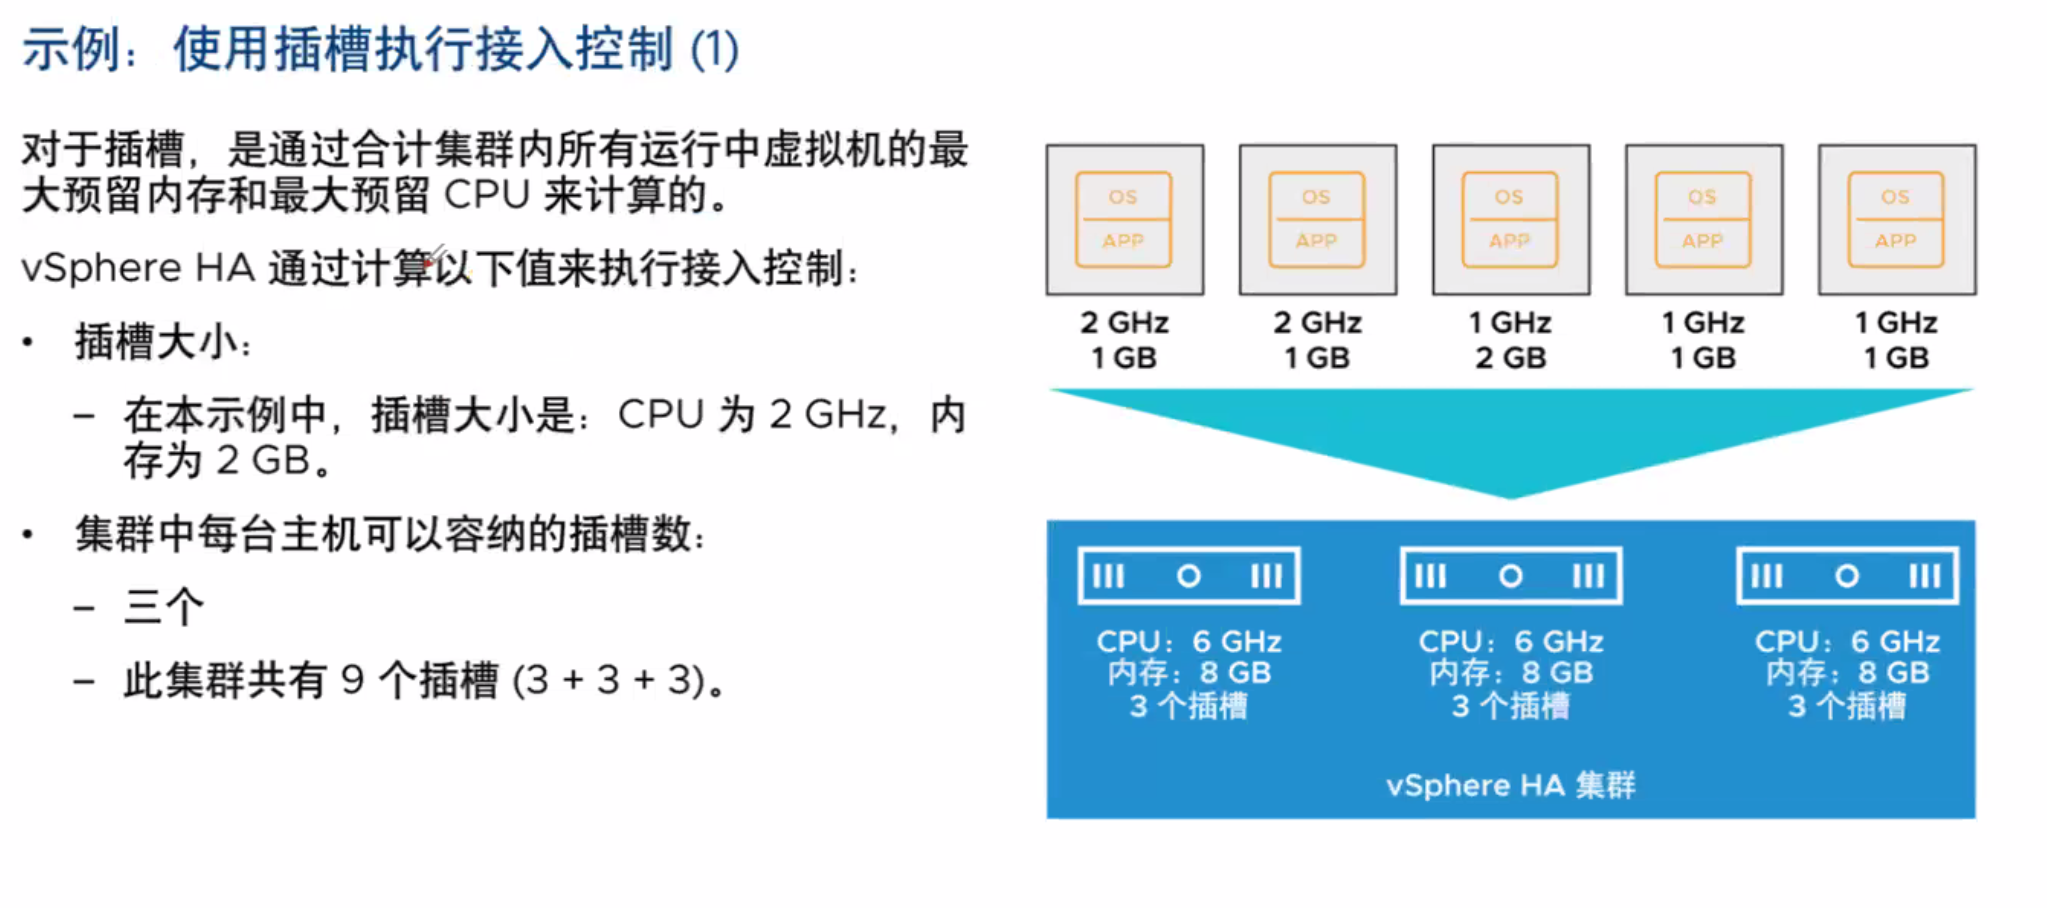 示例：使用插槽执行接入控制 (1)
对于插槽，是通过合计集群内所有运行中虚拟机的最
大预留内存和最大预留 CPU 来计算的。
vSphere HA 通过计算以下值来执行接入控制：
• 插槽大小：
– 在本示例中，插槽大小是：CPU 为 2 GHz，内
存为 2 GB。
• 集群中每台主机可以容纳的插槽数：
– 三个
– 此集群共有 9 个插槽 (3 + 3 + 3)。
OS
APP
2 GHz
1 GB
OS
APP
2 GHz
1 GB
OS
APP
1 GHz
2 GB
OS
APP
1 GHz
1 GB
OS
APP
1 GHz
1 GB
CPU：6 GHz
内存：8 GB
3 个插槽
CPU：6 GHz
内存：8 GB
3 个插槽
CPU：6 GHz
内存：8 GB
3 个插槽
vSphere HA 集群